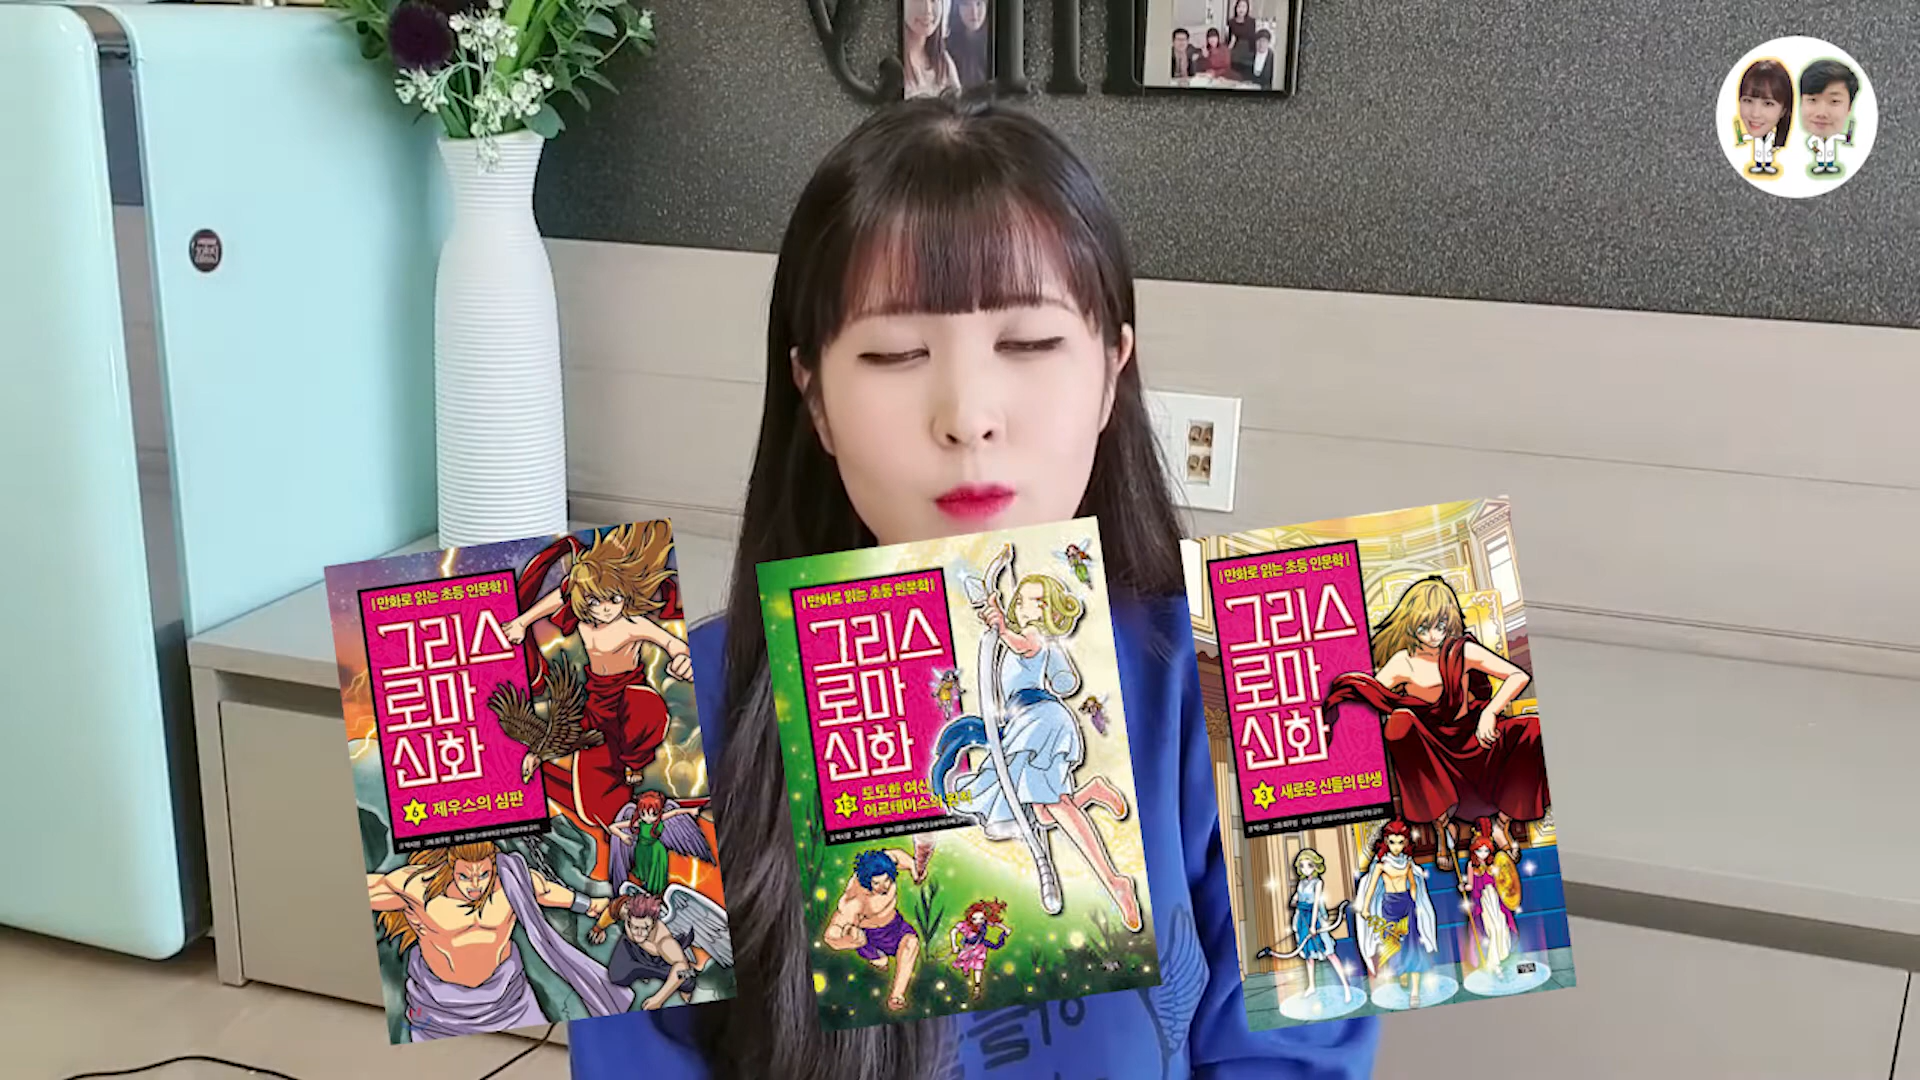 | 만화로 읽는 초등 인문학 |
그리스
로마
신화
6 제우스의 심판
| 만화로 읽는 초등 인문학 |
그리스
로마
신화
13 도도한 여신
아르테미스의 원칙
| 만화로 읽는 초등 인문학 |
그리스
로마
신화
3 새로운 신들의 탄생